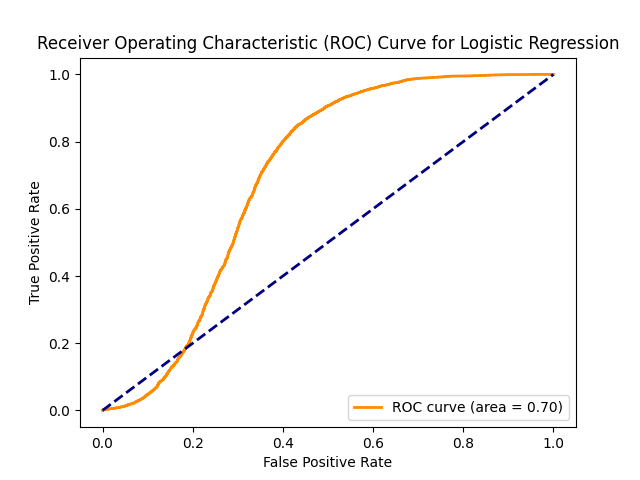 Receiver Operating Characteristic (ROC) Curve for Logistic Regression
True Positive Rate
1.0
0.8
0.6
0.4
0.2
0.0
ROC curve (area = 0.70)
0.0 0.2 0.4 0.6 0.8 1.0
False Positive Rate